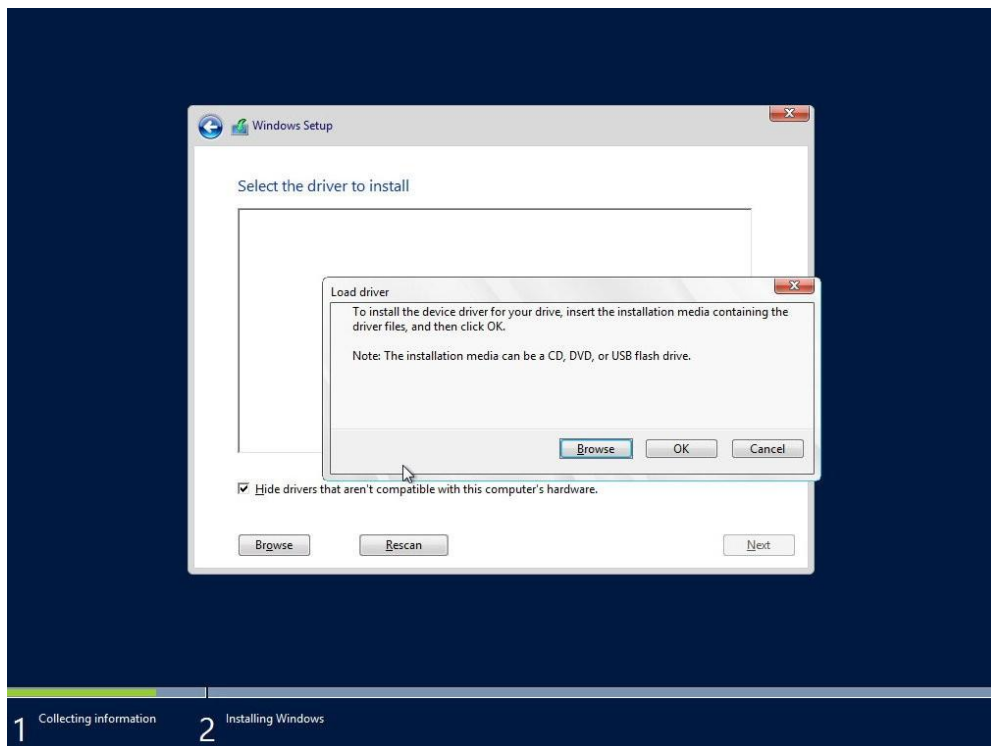 Windows Setup
Select the driver to install
Load driver
To install the device driver for your drive, insert the installation media containing the
driver files, and then click OK.
Note: The installation media can be a CD, DVD, or USB flash drive.
Browse OK Cancel
Hide drivers that aren't compatible with this computer's hardware.
Browse Rescan Next
1 Collecting information 2 Installing Windows